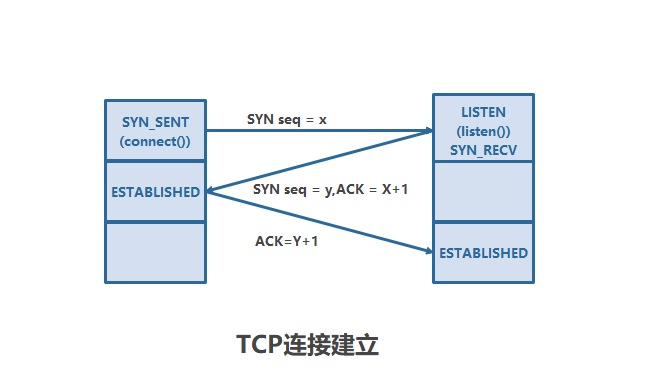 SYN_SENT
(connect())
SYN seq = x
LISTEN
(listen())
SYN_RECV
ESTABLISHED
SYN seq = y,ACK = X+1
ACK=Y+1
ESTABLISHED
TCP连接建立